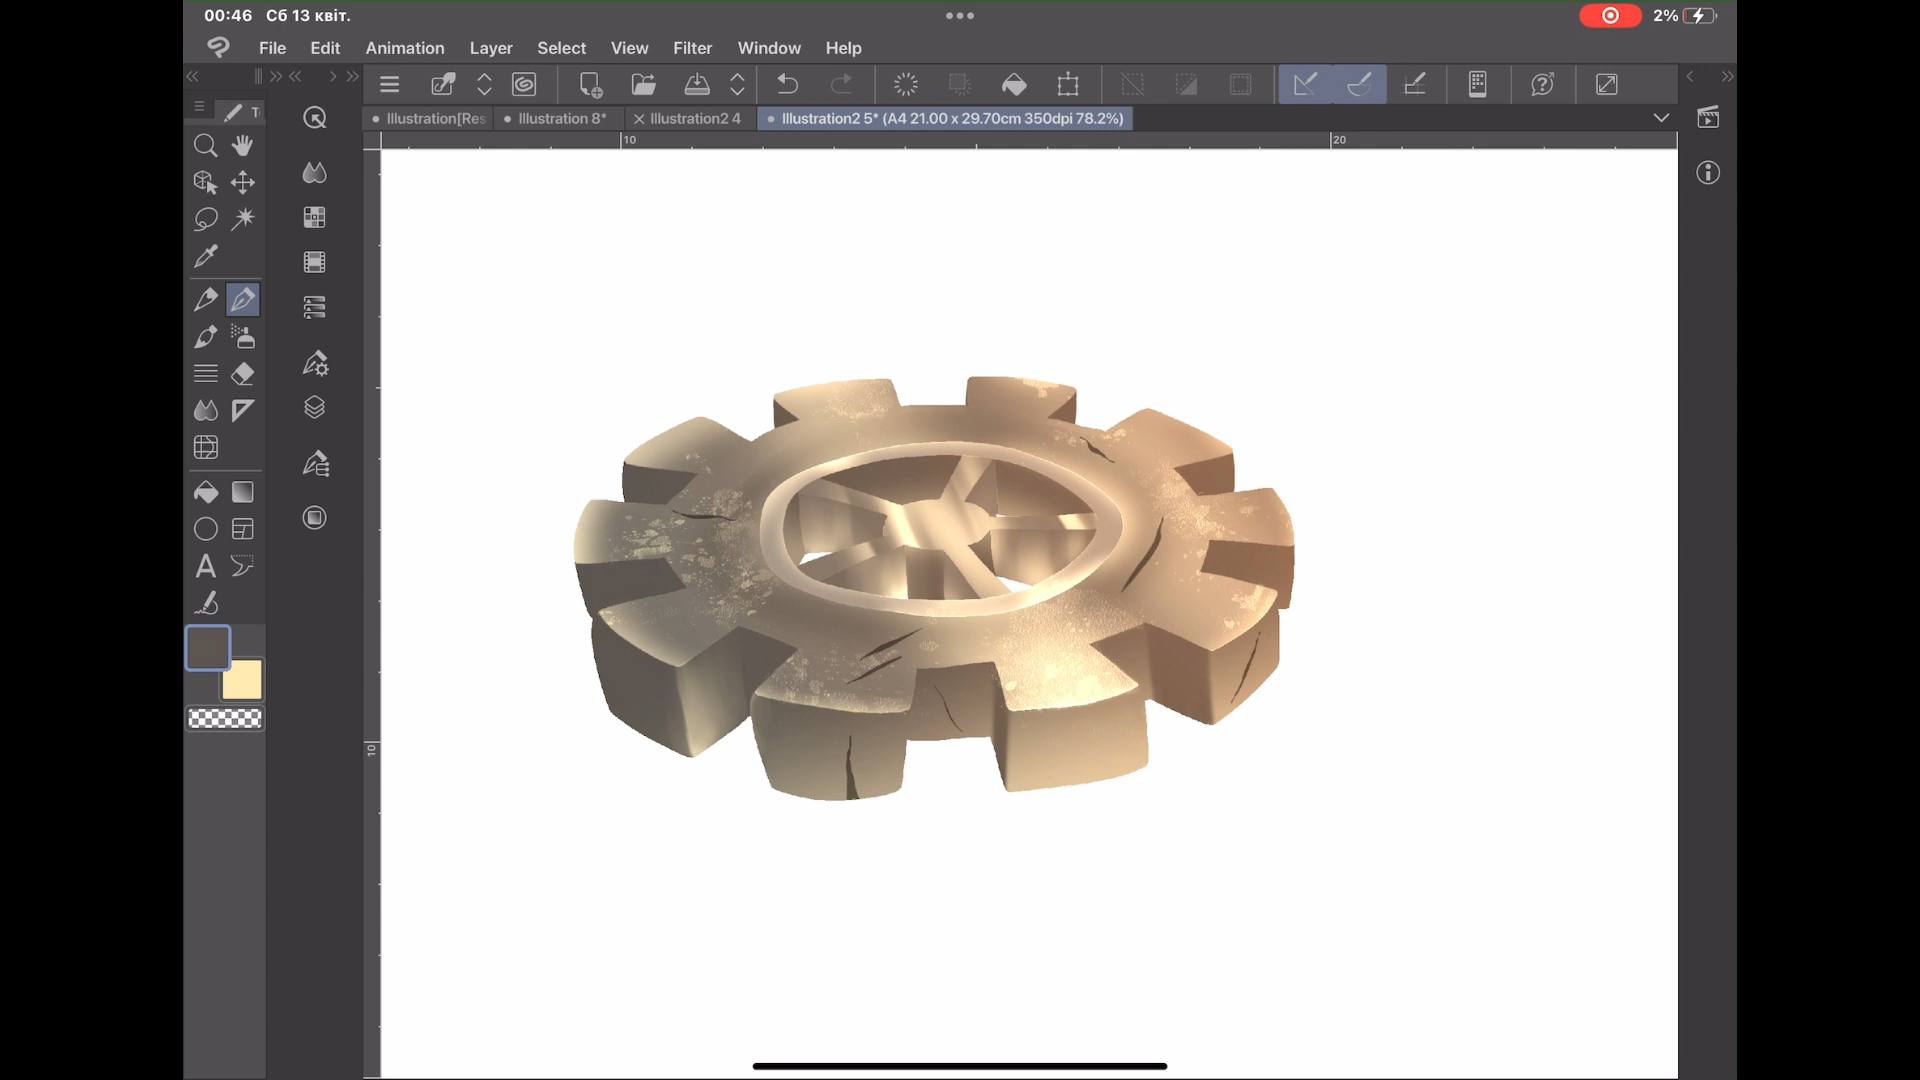 00:46 Сб 13 квіт.
2%
File Edit Animation Layer Select View Filter Window Help
Illustration[Res Illustration 8* Illustration2 4 Illustration2 5* (A4 21.00 x 29.70cm 350dpi 78.2%)
10 20
10